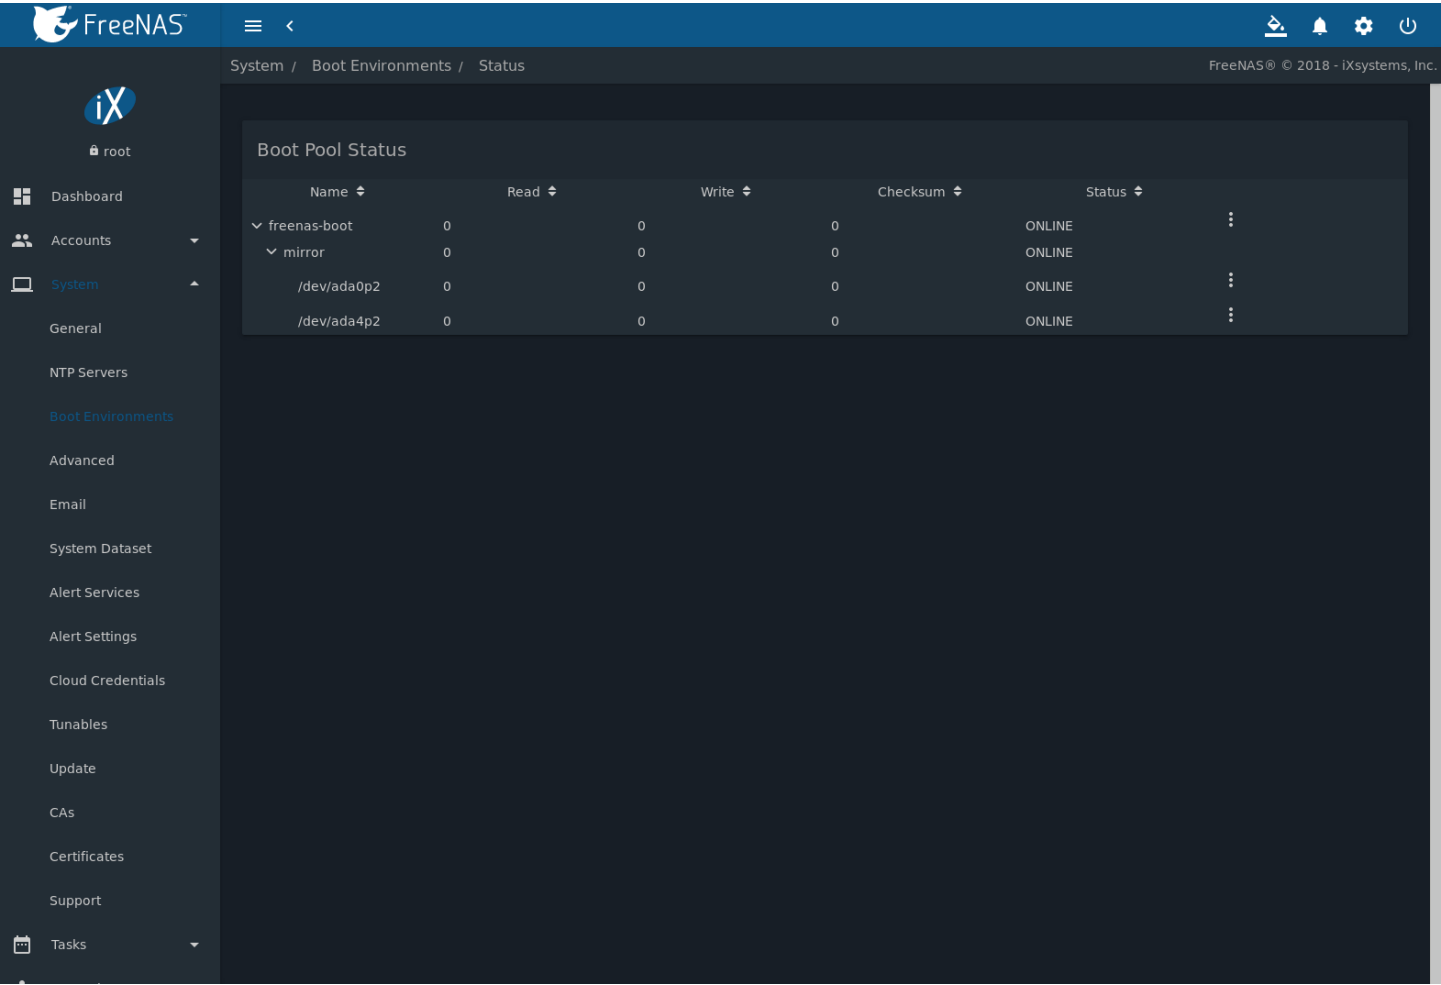 FreeNAS™
System / Boot Environments / Status
FreeNAS® © 2018 - iXsystems, Inc.
iX
root
Dashboard
Accounts
System
General
NTP Servers
Boot Environments
Advanced
Email
System Dataset
Alert Services
Alert Settings
Cloud Credentials
Tunables
Update
CAs
Certificates
Support
Tasks
Boot Pool Status
Name Read Write Checksum Status
freenas-boot 0 0 0 ONLINE
mirror 0 0 0 ONLINE
/dev/ada0p2 0 0 0 ONLINE
/dev/ada4p2 0 0 0 ONLINE